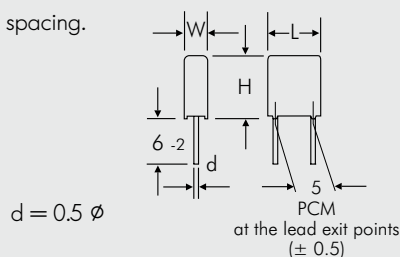 spacing.
W
L
H
6 -2
d
5
PCM
at the lead exit points
(± 0.5)
d = 0.5 Ø